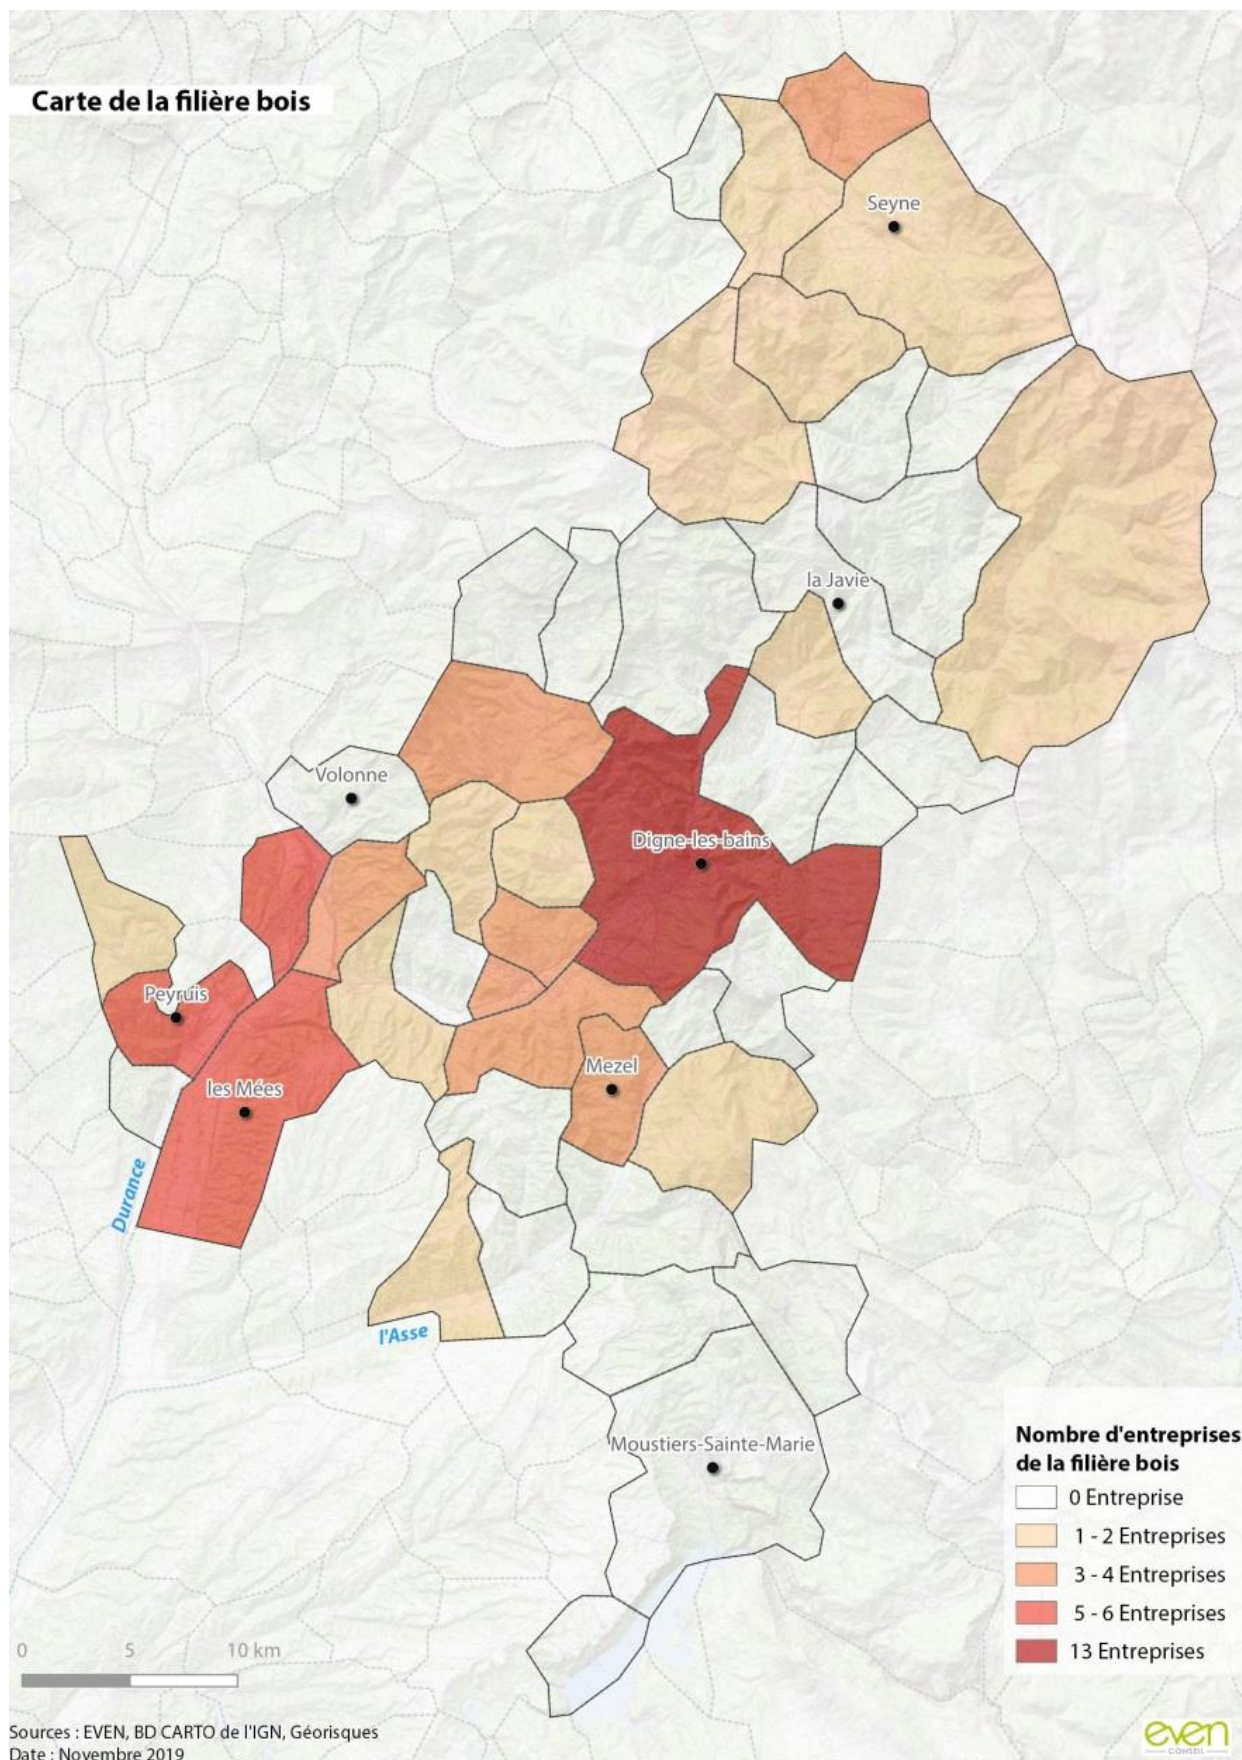 Carte de la filière bois
Seyne
la Javie
Volonne
Digne-les-bains
Peyruis
Mezel
les Mées
Durance
l'Asse
Moustiers-Sainte-Marie
Nombre d'entreprises
de la filière bois
0 Entreprise
1 - 2 Entreprises
3 - 4 Entreprises
5 - 6 Entreprises
13 Entreprises
0 5 10 km
Sources : EVEN, BD CARTO de l'IGN, Géorisques
Date : Novembre 2019
even
CONSEIL